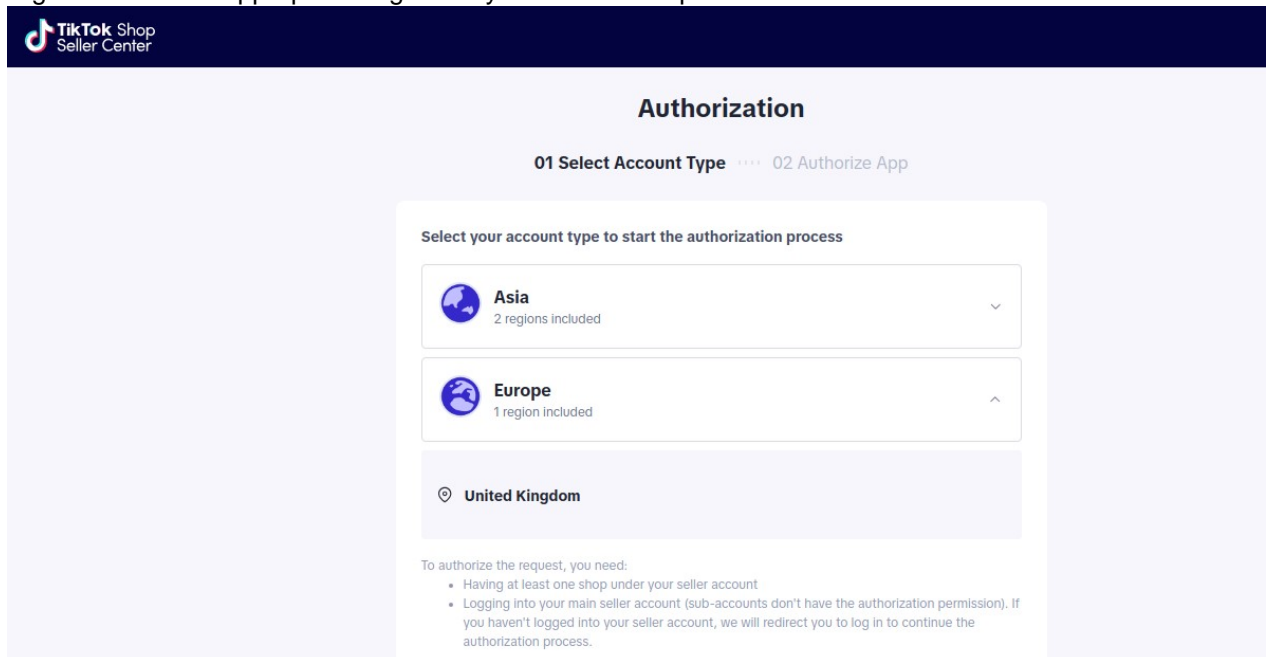 TikTok Shop
Seller Center
Authorization
01 Select Account Type ···· 02 Authorize App
Select your account type to start the authorization process
Asia
2 regions included
Europe
1 region included
United Kingdom
To authorize the request, you need:
• Having at least one shop under your seller account
• Logging into your main seller account (sub-accounts don't have the authorization permission). If
you haven't logged into your seller account, we will redirect you to log in to continue the
authorization process.